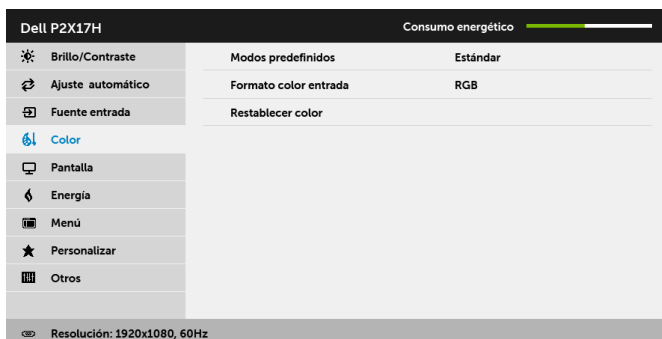 Dell P2X17H Consumo energético
Brillo/Contraste Modos predefinidos Estándar
Ajuste automático Formato color entrada RGB
Fuente entrada Restablecer color
Color
Pantalla
Energía
Menú
Personalizar
Otros
Resolución: 1920x1080, 60Hz